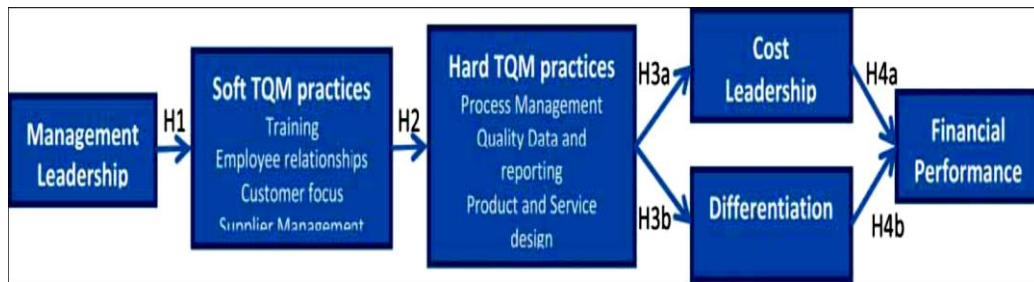 Management
Leadership
H1
Soft TQM practices
Training
Employee relationships
Customer focus
Supplier Management
H2
Hard TQM practices
Process Management
Quality Data and
reporting
Product and Service
design
H3a
H3b
Cost
Leadership
Differentiation
H4a
H4b
Financial
Performance